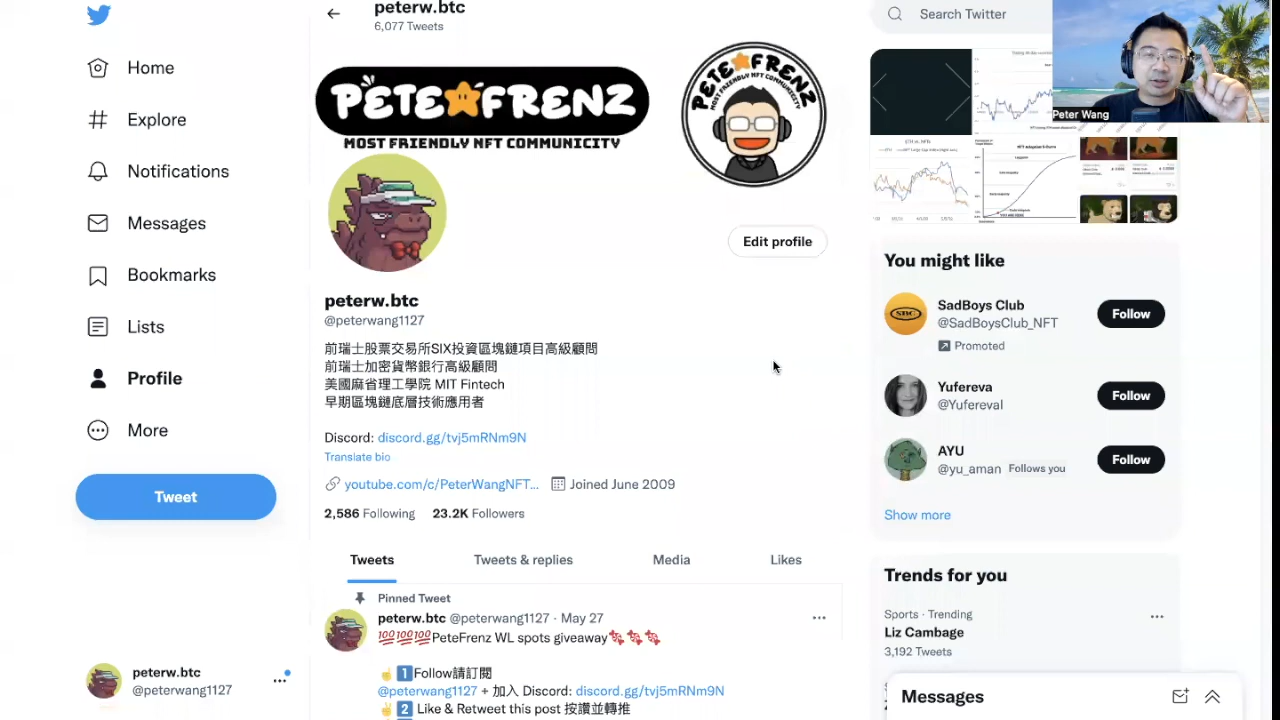 peterw.btc
6,077 Tweets
Search Twitter
Home
Explore
Notifications
Messages
Bookmarks
Lists
Profile
More
Tweet
PETE FRENZ
MOST FRIENDLY NFT COMMUNICITY
PETE FRENZ
MOST FRIENDLY NFT COMMUNICITY
Peter Wang
Edit profile
peterw.btc
@peterwang1127
前瑞士股票交易所SIX投資區塊鏈項目高級顧問
前瑞士加密貨幣銀行高級顧問
美國麻省理工學院 MIT Fintech
早期區塊鏈底層技術應用者
Discord: discord.gg/tvj5mRNm9N
Translate bio
youtube.com/c/PeterWangNFT... Joined June 2009
2,586 Following 23.2K Followers
Tweets Tweets & replies Media Likes
Pinned Tweet
peterw.btc @peterwang1127 · May 27
💯💯💯PeteFrenz WL spots giveaway🍬🍬🍬
☝️1️⃣Follow請訂閱
@peterwang1127 + 加入 Discord: discord.gg/tvj5mRNm9N
✌️2️⃣ Like & Retweet this post 按讚並轉推
You might like
SadBoys Club
@SadBoysClub_NFT
Promoted
Follow
Yufereva
@Yufereval
Follow
AYU
@yu_aman Follows you
Follow
Show more
Trends for you
Sports · Trending
Liz Cambage
3,192 Tweets
Messages
peterw.btc
@peterwang1127